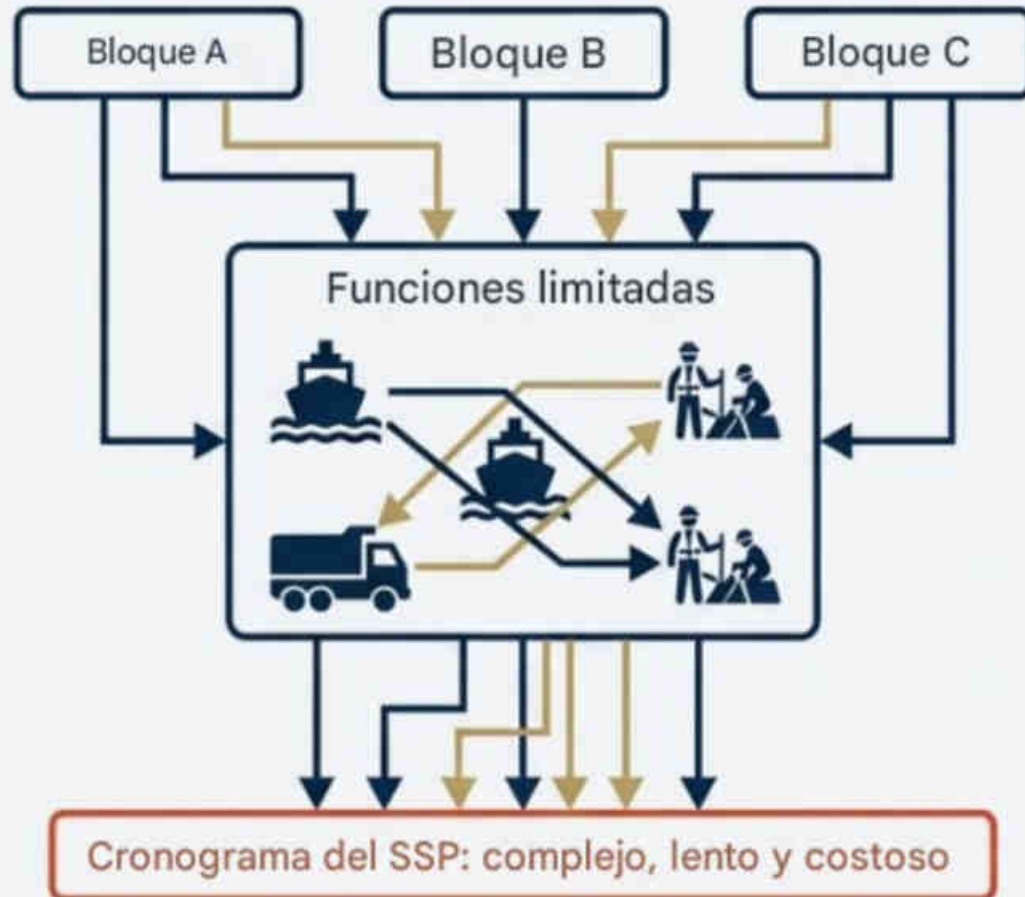 Bloque A
Bloque B
Bloque C
Funciones limitadas
Cronograma del SSP: complejo, lento y costoso